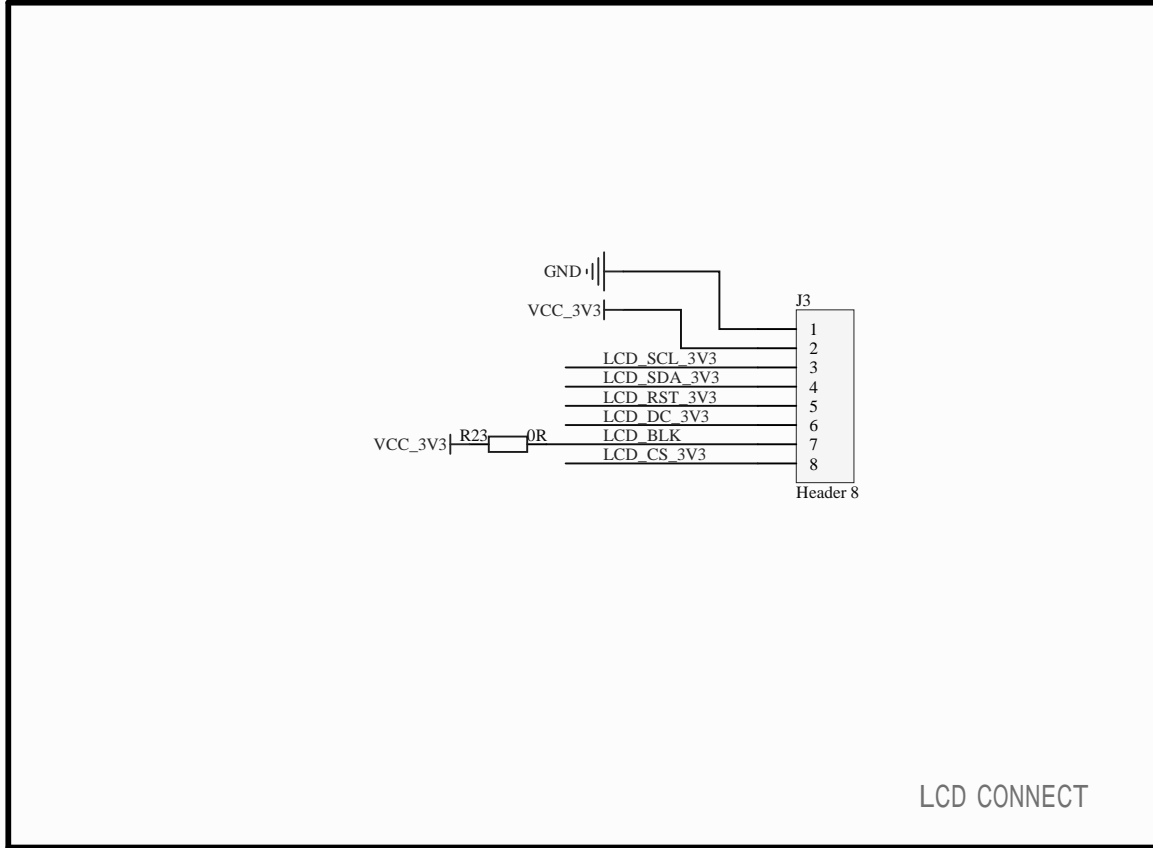 GND
J3
VCC_3V3
1
2
LCD_SCL_3V3 3
LCD_SDA_3V3 4
LCD_RST_3V3 5
LCD_DC_3V3 6
VCC_3V3 R23 0R LCD_BLK 7
LCD_CS_3V3 8
Header 8
LCD CONNECT